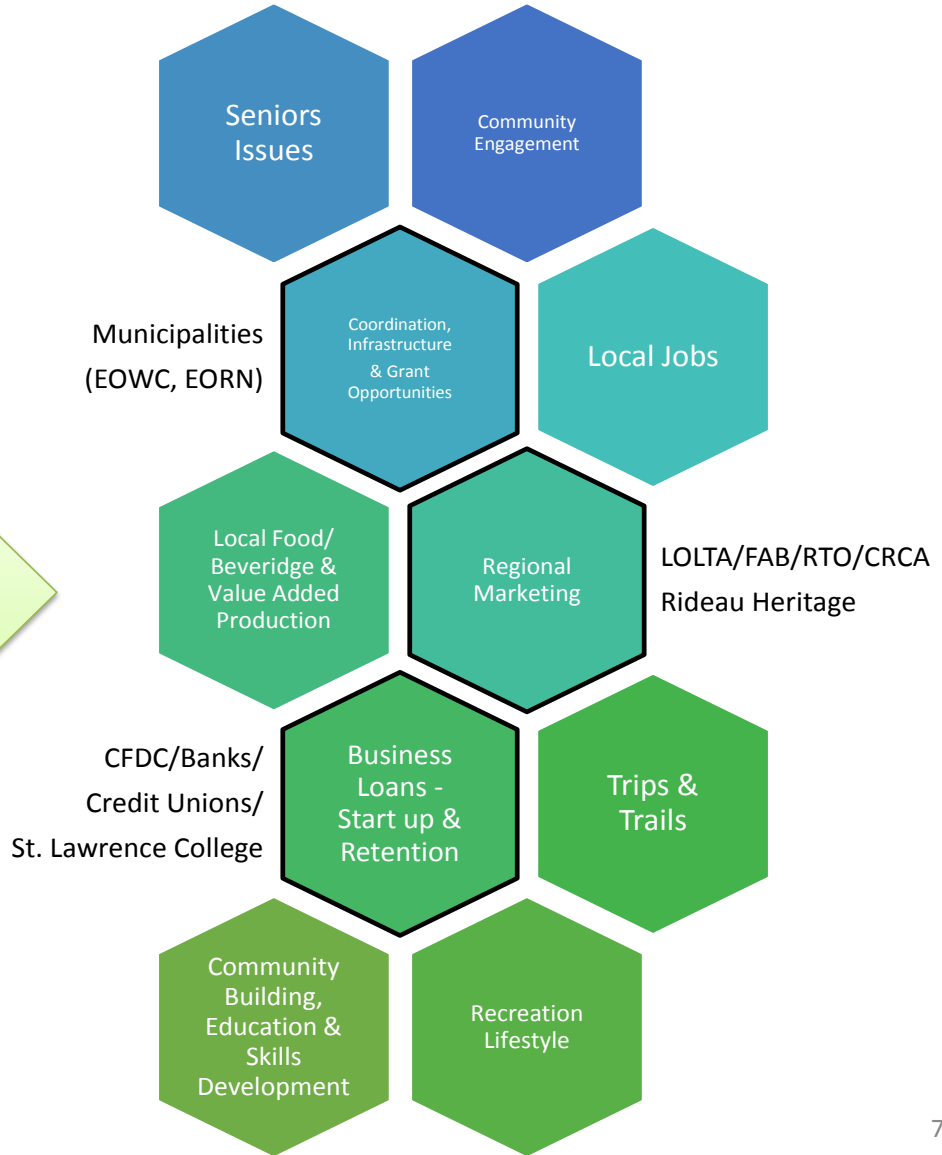 Seniors
Issues
Community
Engagement
Municipalities
(EOWC, EORN)
Coordination,
Infrastructure
& Grant
Opportunities
Local Jobs
Local Food/
Beveridge &
Value Added
Production
Regional
Marketing
LOLTA/FAB/RTO/CRCA
Rideau Heritage
CFDC/Banks/
Credit Unions/
St. Lawrence College
Business
Loans -
Start up &
Retention
Trips &
Trails
Community
Building,
Education &
Skills
Development
Recreation
Lifestyle
7